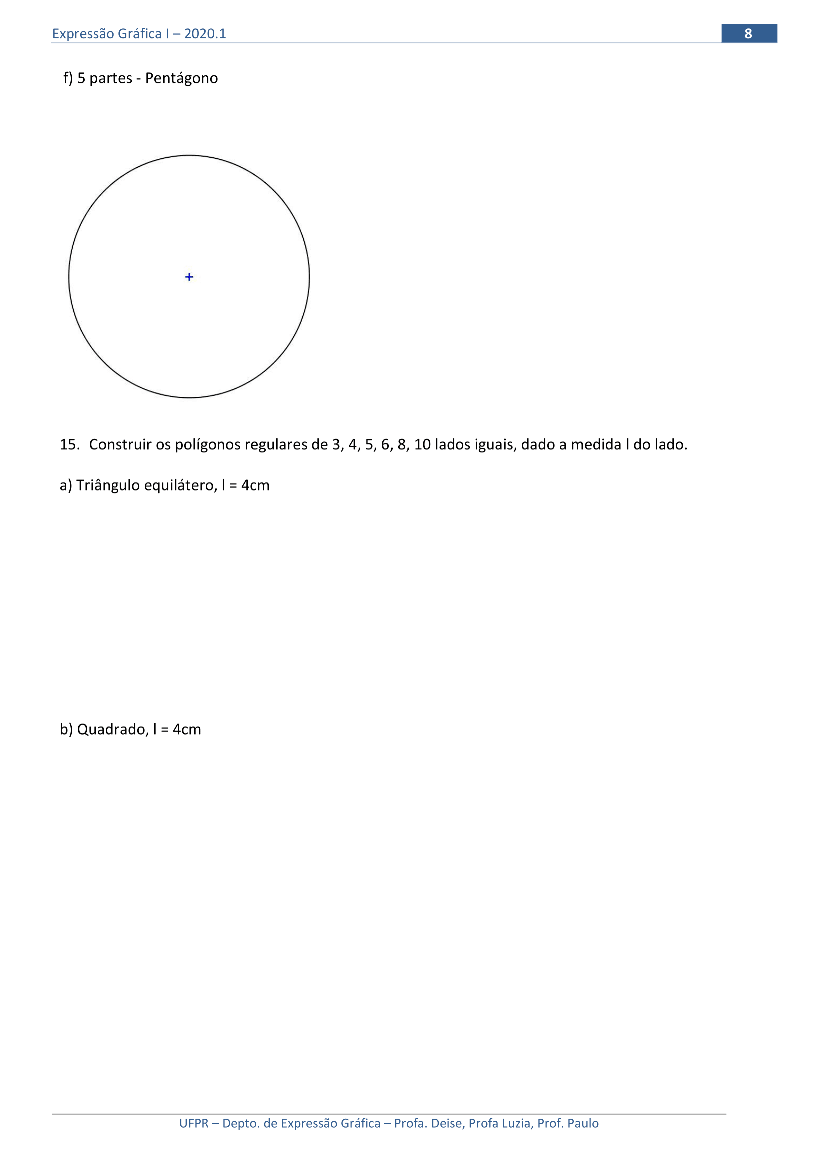 Expressão Gráfica I – 2020.1
8
f) 5 partes - Pentágono
15. Construir os polígonos regulares de 3, 4, 5, 6, 8, 10 lados iguais, dado a medida l do lado.
a) Triângulo equilátero, l = 4cm
b) Quadrado, l = 4cm
UFPR – Depto. de Expressão Gráfica – Profa. Deise, Profa Luzia, Prof. Paulo